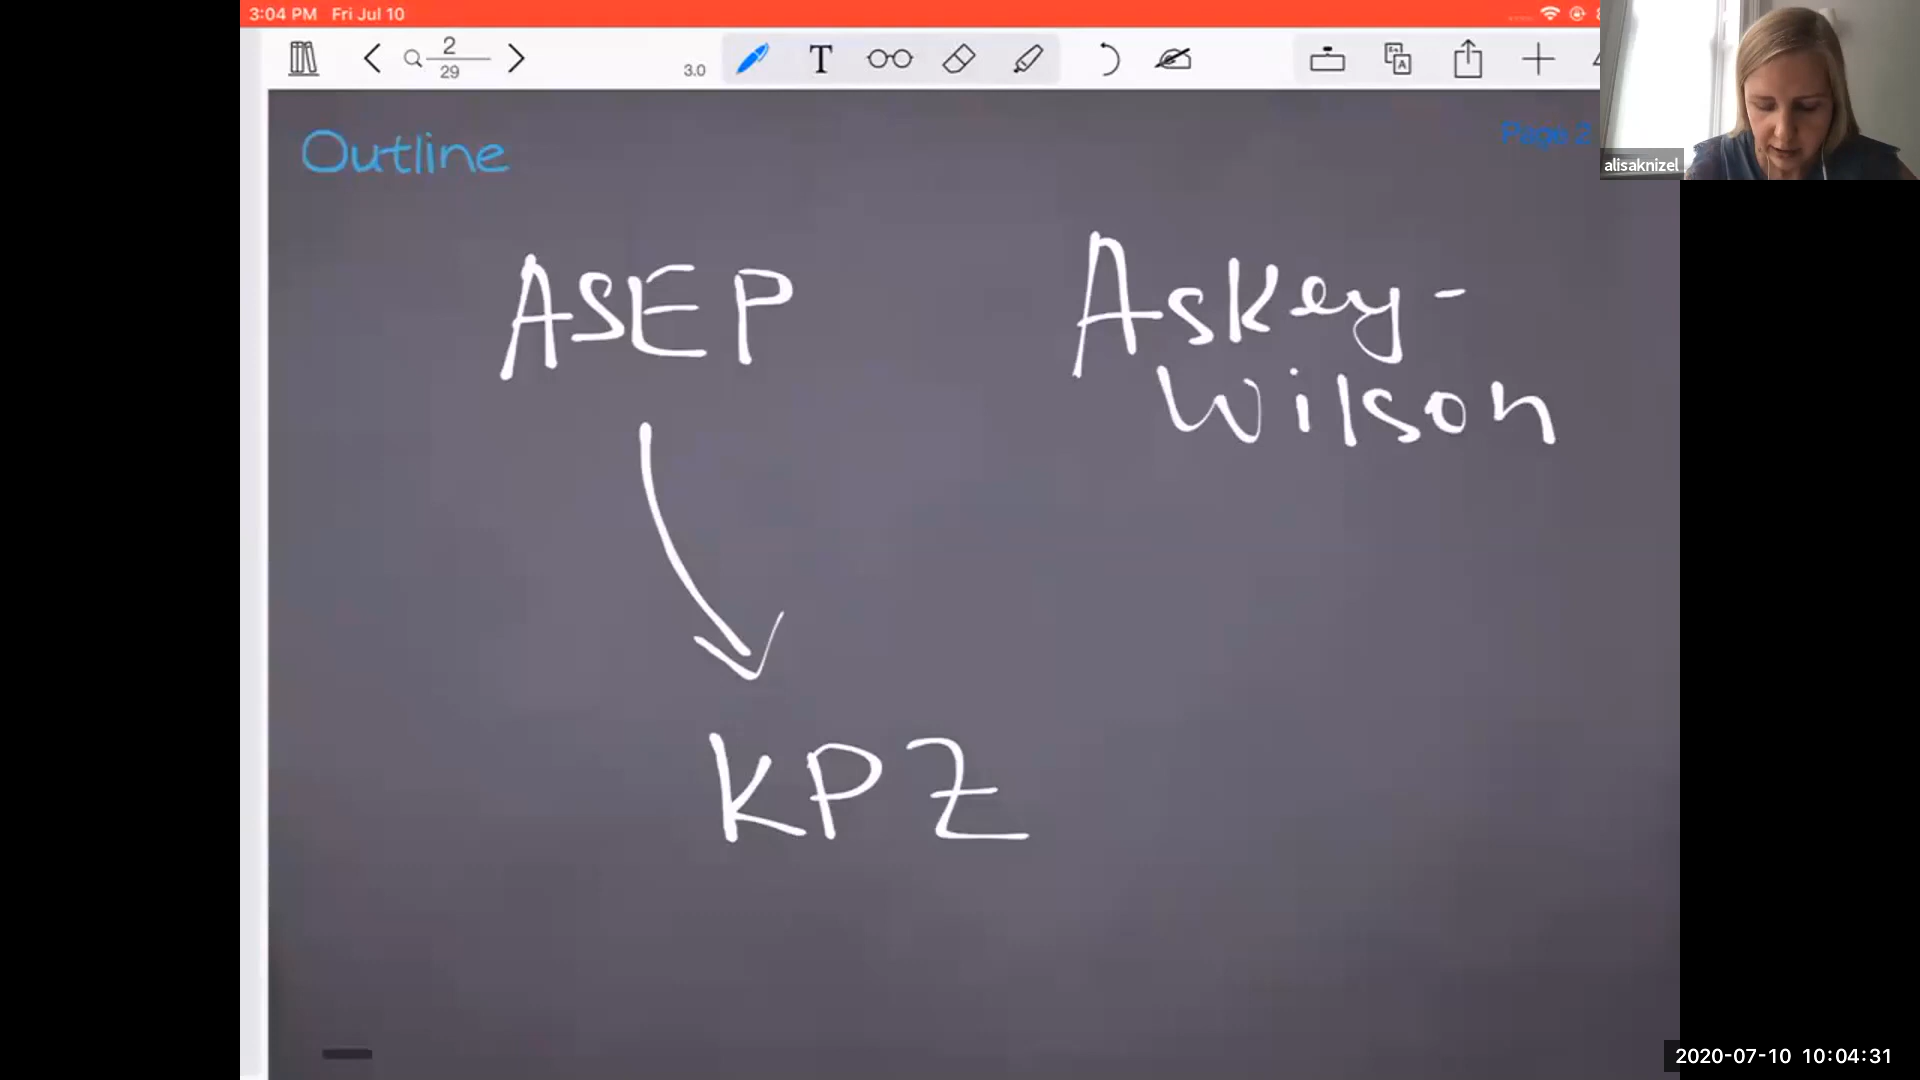 3:04 PM Fri Jul 10
2
29
3.0
T
Outline
Page 2
alisaknizel
ASEP
Askey-
Wilson
KPZ
2020-07-10 10:04:31